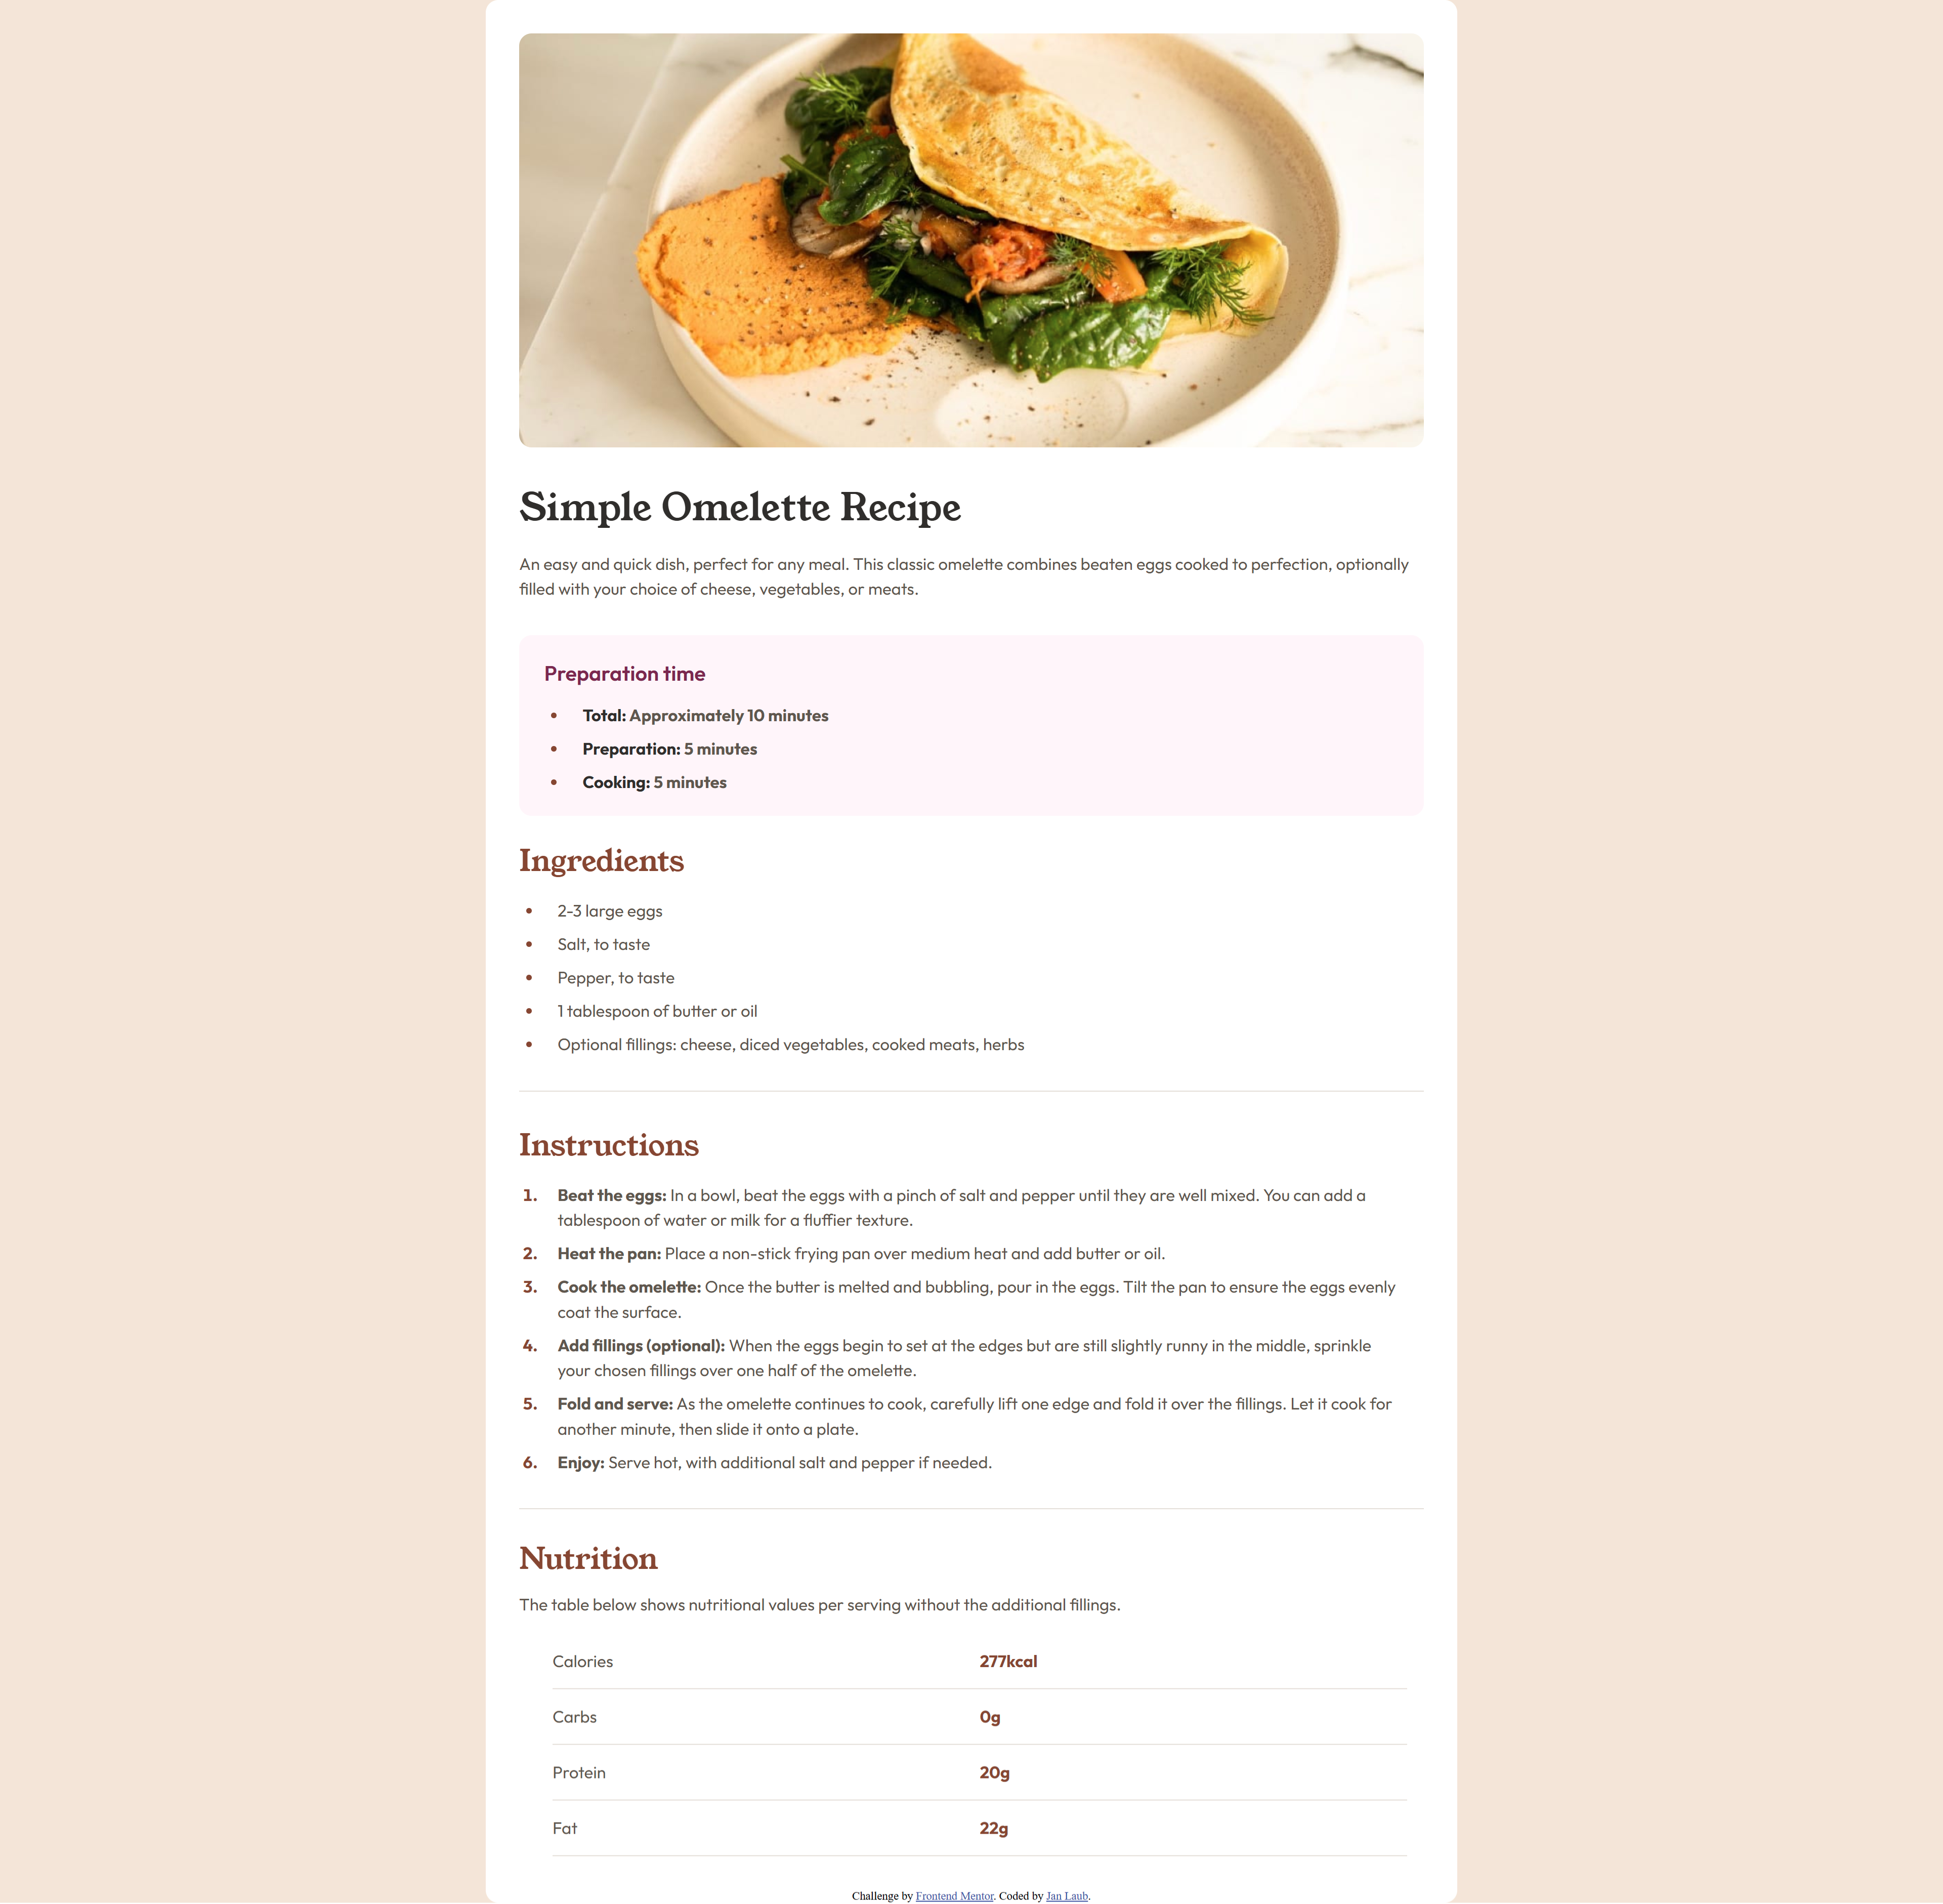 Simple Omelette Recipe
An easy and quick dish, perfect for any meal. This classic omelette combines beaten eggs cooked to perfection, optionally
filled with your choice of cheese, vegetables, or meats.
Preparation time
• Total: Approximately 10 minutes
• Preparation: 5 minutes
• Cooking: 5 minutes
Ingredients
• 2-3 large eggs
• Salt, to taste
• Pepper, to taste
• 1 tablespoon of butter or oil
• Optional fillings: cheese, diced vegetables, cooked meats, herbs
Instructions
1. Beat the eggs: In a bowl, beat the eggs with a pinch of salt and pepper until they are well mixed. You can add a
tablespoon of water or milk for a fluffier texture.
2. Heat the pan: Place a non-stick frying pan over medium heat and add butter or oil.
3. Cook the omelette: Once the butter is melted and bubbling, pour in the eggs. Tilt the pan to ensure the eggs evenly
coat the surface.
4. Add fillings (optional): When the eggs begin to set at the edges but are still slightly runny in the middle, sprinkle
your chosen fillings over one half of the omelette.
5. Fold and serve: As the omelette continues to cook, carefully lift one edge and fold it over the fillings. Let it cook for
another minute, then slide it onto a plate.
6. Enjoy: Serve hot, with additional salt and pepper if needed.
Nutrition
The table below shows nutritional values per serving without the additional fillings.
Calories 277kcal
Carbs 0g
Protein 20g
Fat 22g
Challenge by Frontend Mentor. Coded by Jan Laub.